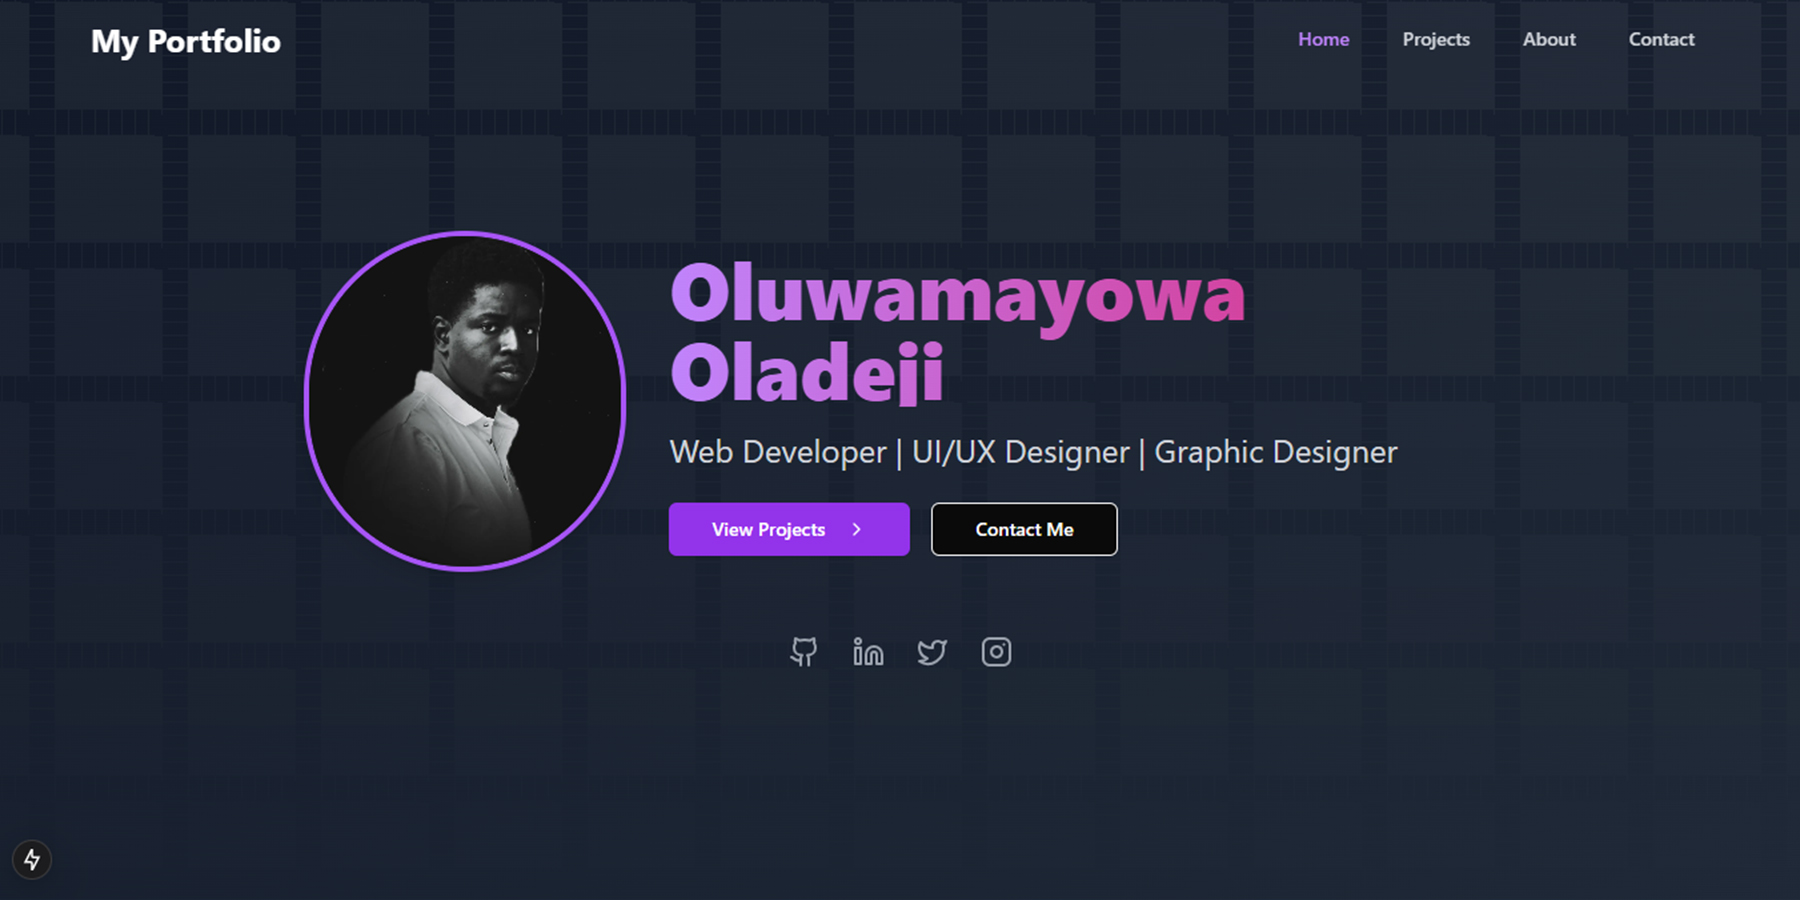 My Portfolio
Home Projects About Contact
Oluwamayowa
Oladeji
Web Developer | UI/UX Designer | Graphic Designer
View Projects
Contact Me